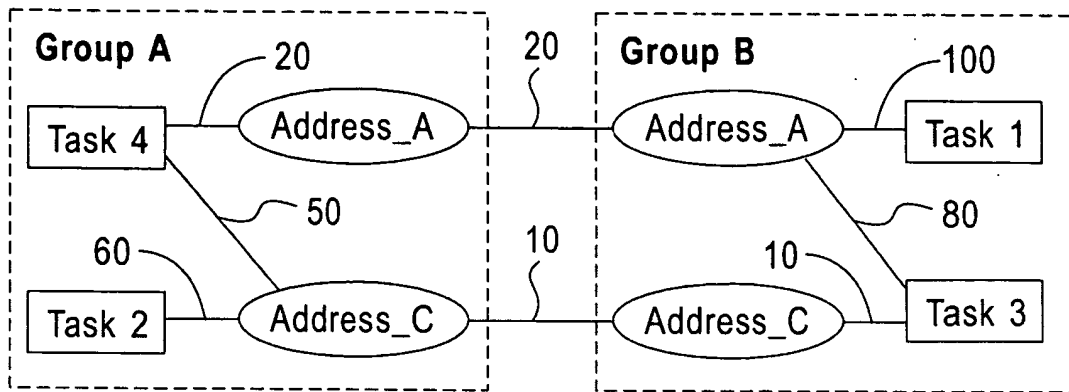 Group A
20
Task 4
Address_A
50
60
Task 2
Address_C
20
10
Group B
100
Address_A
Task 1
80
10
Address_C
Task 3